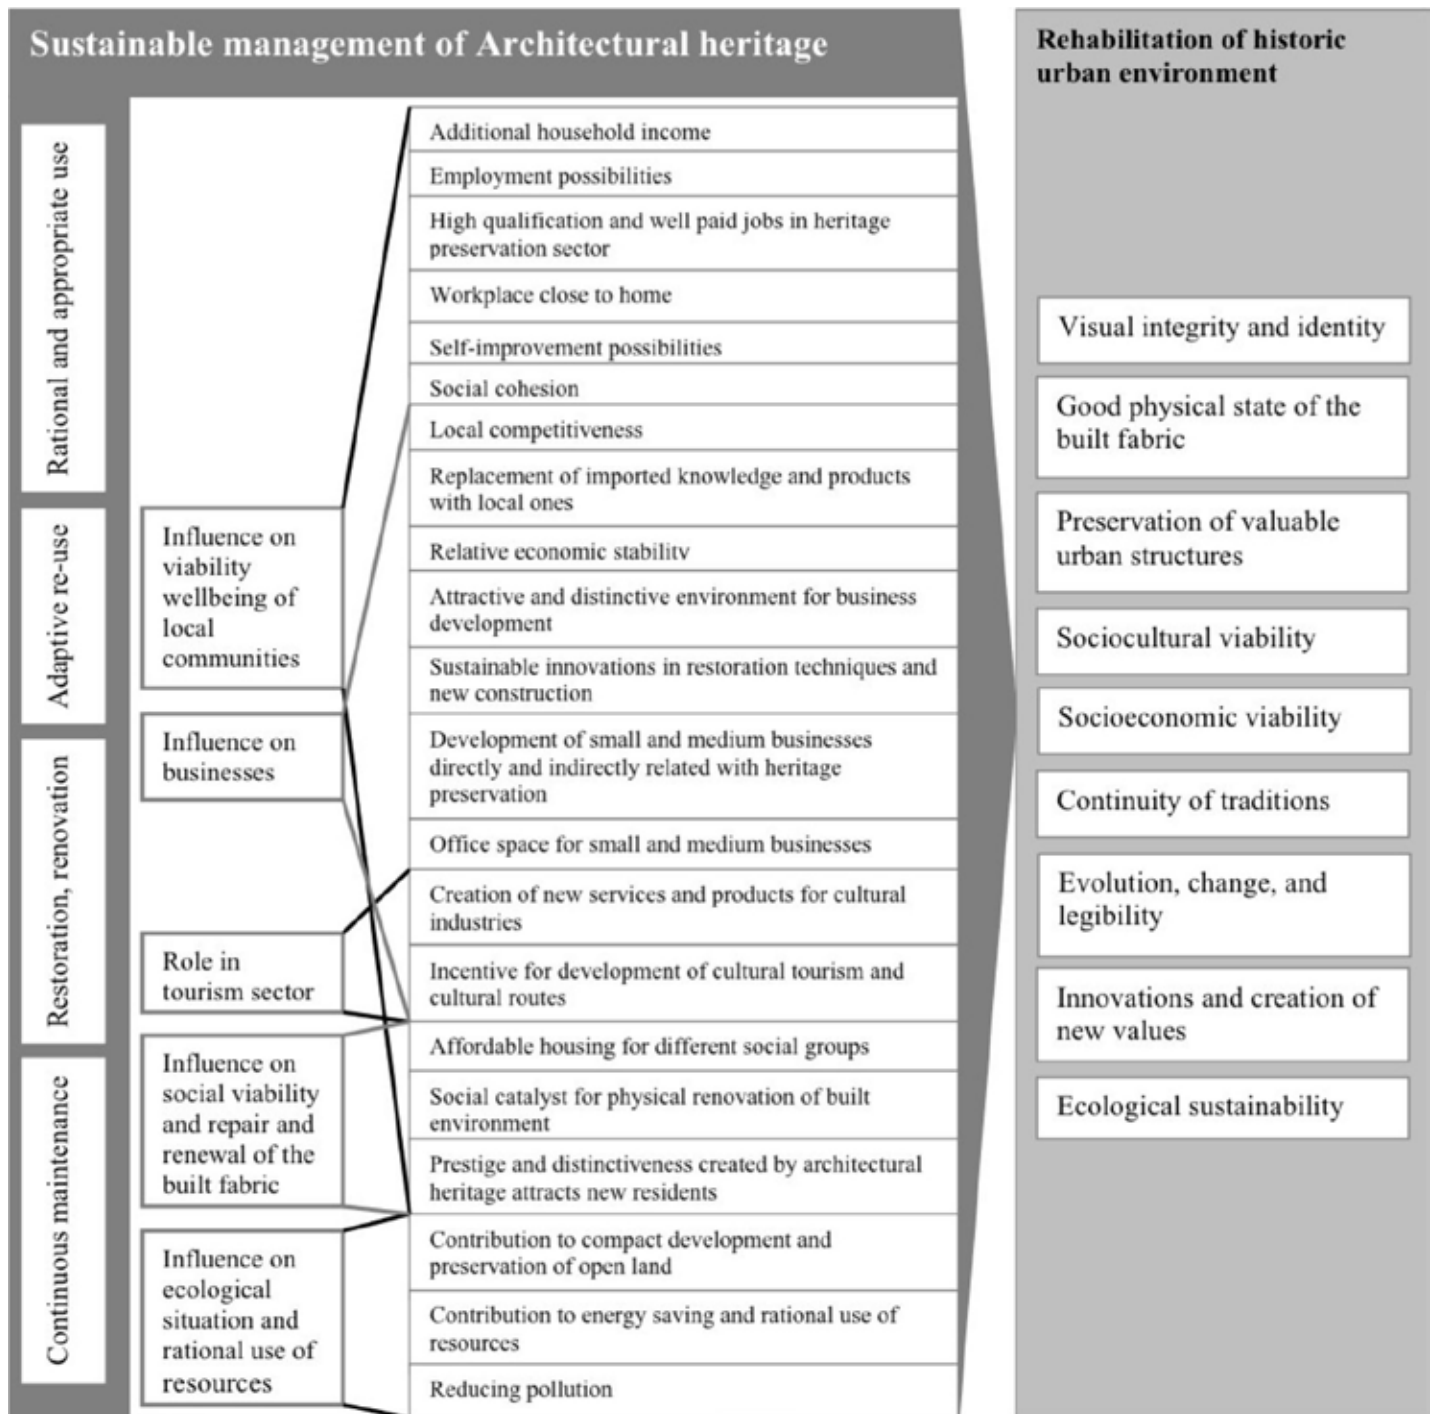 Sustainable management of Architectural heritage
Rational and appropriate use
Adaptive re-use
Restoration, renovation
Continuous maintenance
Influence on
viability
wellbeing of
local
communities
Influence on
businesses
Role in
tourism sector
Influence on
social viability
and repair and
renewal of the
built fabric
Influence on
ecological
situation and
rational use of
resources
Additional household income
Employment possibilities
High qualification and well paid jobs in heritage
preservation sector
Workplace close to home
Self-improvement possibilities
Social cohesion
Local competitiveness
Replacement of imported knowledge and products
with local ones
Relative economic stability
Attractive and distinctive environment for business
development
Sustainable innovations in restoration techniques and
new construction
Development of small and medium businesses
directly and indirectly related with heritage
preservation
Office space for small and medium businesses
Creation of new services and products for cultural
industries
Incentive for development of cultural tourism and
cultural routes
Affordable housing for different social groups
Social catalyst for physical renovation of built
environment
Prestige and distinctiveness created by architectural
heritage attracts new residents
Contribution to compact development and
preservation of open land
Contribution to energy saving and rational use of
resources
Reducing pollution
Rehabilitation of historic
urban environment
Visual integrity and identity
Good physical state of the
built fabric
Preservation of valuable
urban structures
Sociocultural viability
Socioeconomic viability
Continuity of traditions
Evolution, change, and
legibility
Innovations and creation of
new values
Ecological sustainability